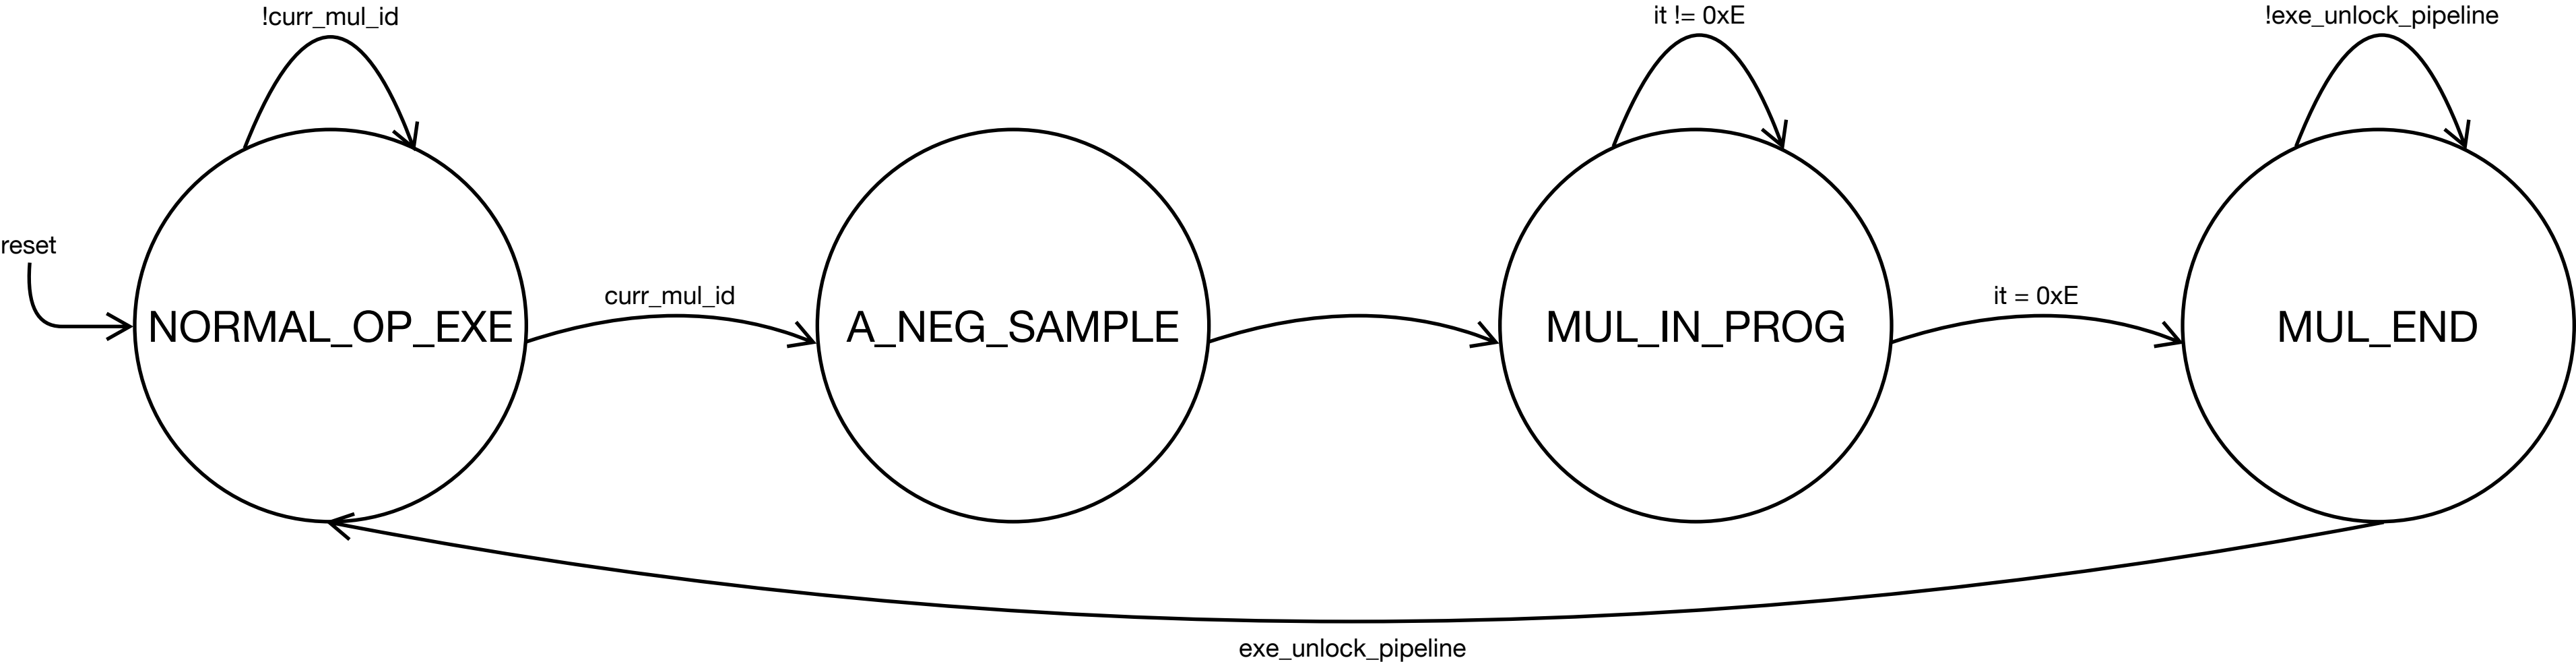 !curr_mul_id
it != 0xE
!exe_unlock_pipeline
reset
curr_mul_id
it = 0xE
NORMAL_OP_EXE
A_NEG_SAMPLE
MUL_IN_PROG
MUL_END
exe_unlock_pipeline